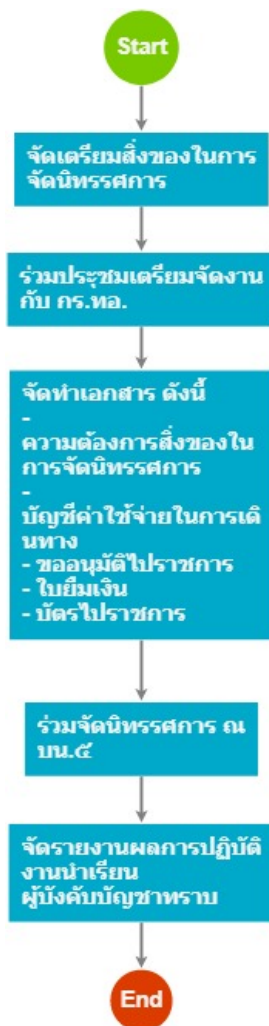 Start
จัดเตรียมสิ่งของในการ
จัดนิทรรศการ
ร่วมประชุมเตรียมจัดงาน
กับ กร.ทอ.
จัดทำเอกสาร ดังนี้
-
ความต้องการสิ่งของใน
การจัดนิทรรศการ
-
บัญชีค่าใช้จ่ายในการเดิ
นทาง
- ขออนุมัติไปราชการ
- ใบยืมเงิน
- บัตรไปราชการ
ร่วมจัดนิทรรศการ ณ
บน.๕
จัดรายงานผลการปฏิบัติ
งานนำเรียน
ผู้บังคับบัญชาทราบ
End